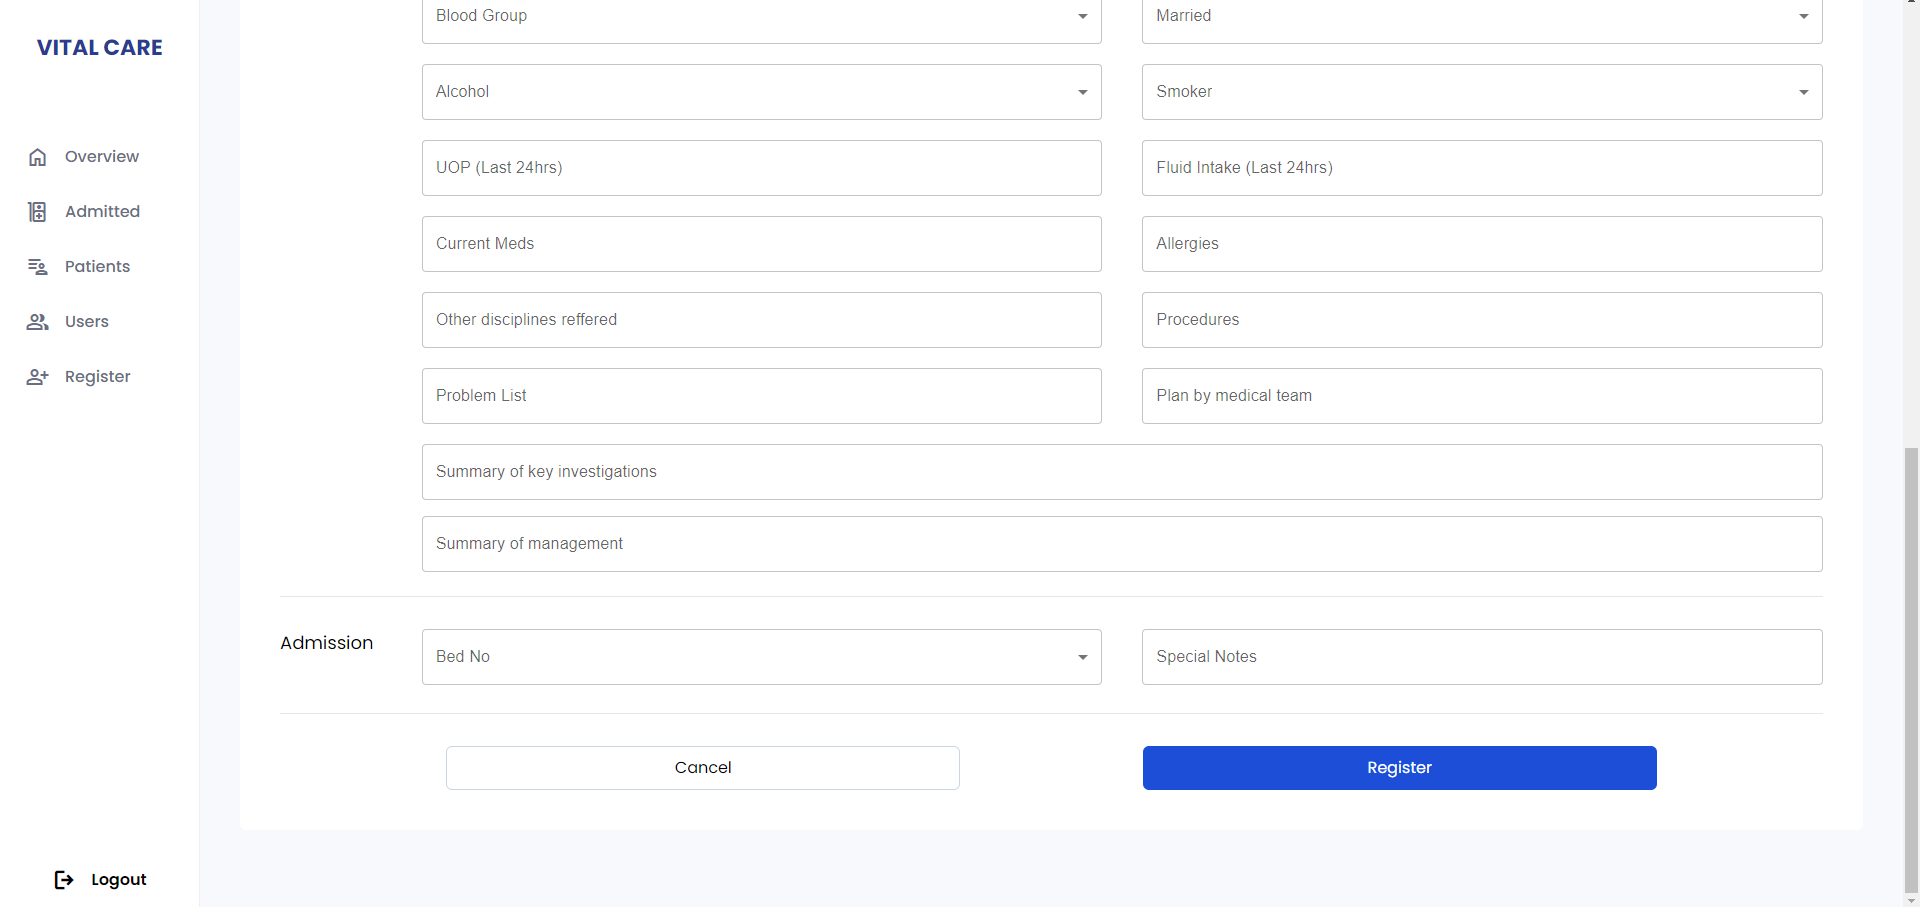 VITAL CARE
Overview
Admitted
Patients
Users
Register
Logout
Blood Group
Married
Alcohol
Smoker
UOP (Last 24hrs)
Fluid Intake (Last 24hrs)
Current Meds
Allergies
Other disciplines reffered
Procedures
Problem List
Plan by medical team
Summary of key investigations
Summary of management
Admission
Bed No
Special Notes
Cancel
Register